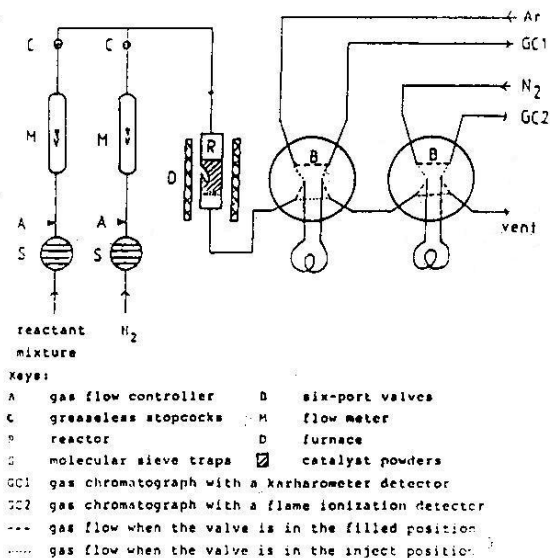 Ar
GC1
C C
N2
GC2
M M
R
B B
D
A A
S S
vent
reactant H2
mixture
Keys:
A gas flow controller B six-port valves
C greaseless stopcocks M flow meter
R reactor D furnace
S molecular sieve traps catalyst powders
GC1 gas chromatograph with a karharometer detector
GC2 gas chromatograph with a flame ionization detector
--- gas flow when the valve is in the filled position
..... gas flow when the valve is in the inject position